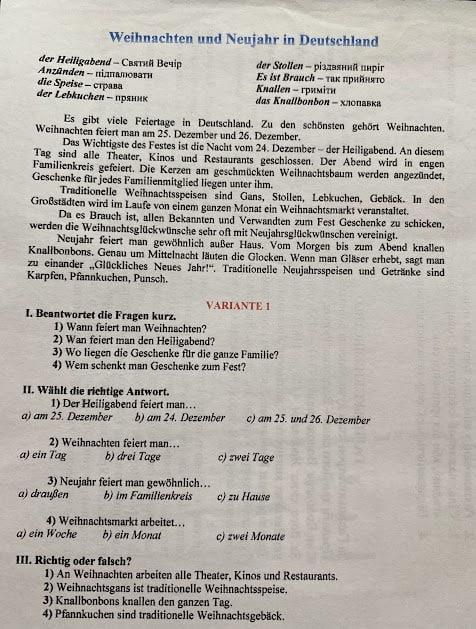 Weihnachten und Neujahr in Deutschland
der Heiligabend – Святий Вечір
Anzünden – підпалювати
die Speise – страва
der Lebkuchen – пряник
der Stollen – різдвяний пиріг
Es ist Brauch – так прийнято
Knallen – гриміти
das Knallbonbon – хлопавка
Es gibt viele Feiertage in Deutschland. Zu den schönsten gehört Weihnachten.
Weihnachten feiert man am 25. Dezember und 26. Dezember.
Das Wichtigste des Festes ist die Nacht vom 24. Dezember – der Heiligabend. An diesem
Tag sind alle Theater, Kinos und Restaurants geschlossen. Der Abend wird in engen
Familienkreis gefeiert. Die Kerzen am geschmückten Weihnachtsbaum werden angezündet,
Geschenke für jedes Familienmitglied liegen unter ihm.
Traditionelle Weihnachtsspeisen sind Gans, Stollen, Lebkuchen, Gebäck. In den
Großstädten wird im Laufe von einem ganzen Monat ein Weihnachtsmarkt veranstaltet.
Da es Brauch ist, allen Bekannten und Verwandten zum Fest Geschenke zu schicken,
werden die Weihnachtsglückwünsche sehr oft mit Neujahrsglückwünschen vereinigt.
Neujahr feiert man gewöhnlich außer Haus. Vom Morgen bis zum Abend knallen
Knallbonbons. Genau um Mittelnacht läuten die Glocken. Wenn man Gläser erhebt, sagt man
zu einander „Glückliches Neues Jahr!“. Traditionelle Neujahrsspeisen und Getränke sind
Karpfen, Pfannkuchen, Punsch.
VARIANTE 1
I. Beantwortet die Fragen kurz.
1) Wann feiert man Weihnachten?
2) Wan feiert man den Heiligabend?
3) Wo liegen die Geschenke für die ganze Familie?
4) Wem schenkt man Geschenke zum Fest?
II. Wählt die richtige Antwort.
1) Der Heiligabend feiert man…
a) am 25. Dezember b) am 24. Dezember c) am 25. und 26. Dezember
2) Weihnachten feiert man…
a) ein Tag b) drei Tage c) zwei Tage
3) Neujahr feiert man gewöhnlich…
a) draußen b) im Familienkreis c) zu Hause
4) Weihnachtsmarkt arbeitet…
a) ein Woche b) ein Monat c) zwei Monate
III. Richtig oder falsch?
1) An Weihnachten arbeiten alle Theater, Kinos und Restaurants.
2) Weihnachtsgans ist traditionelle Weihnachtsspeise.
3) Knallbonbons knallen den ganzen Tag.
4) Pfannkuchen sind traditionelle Weihnachtsgebäck.